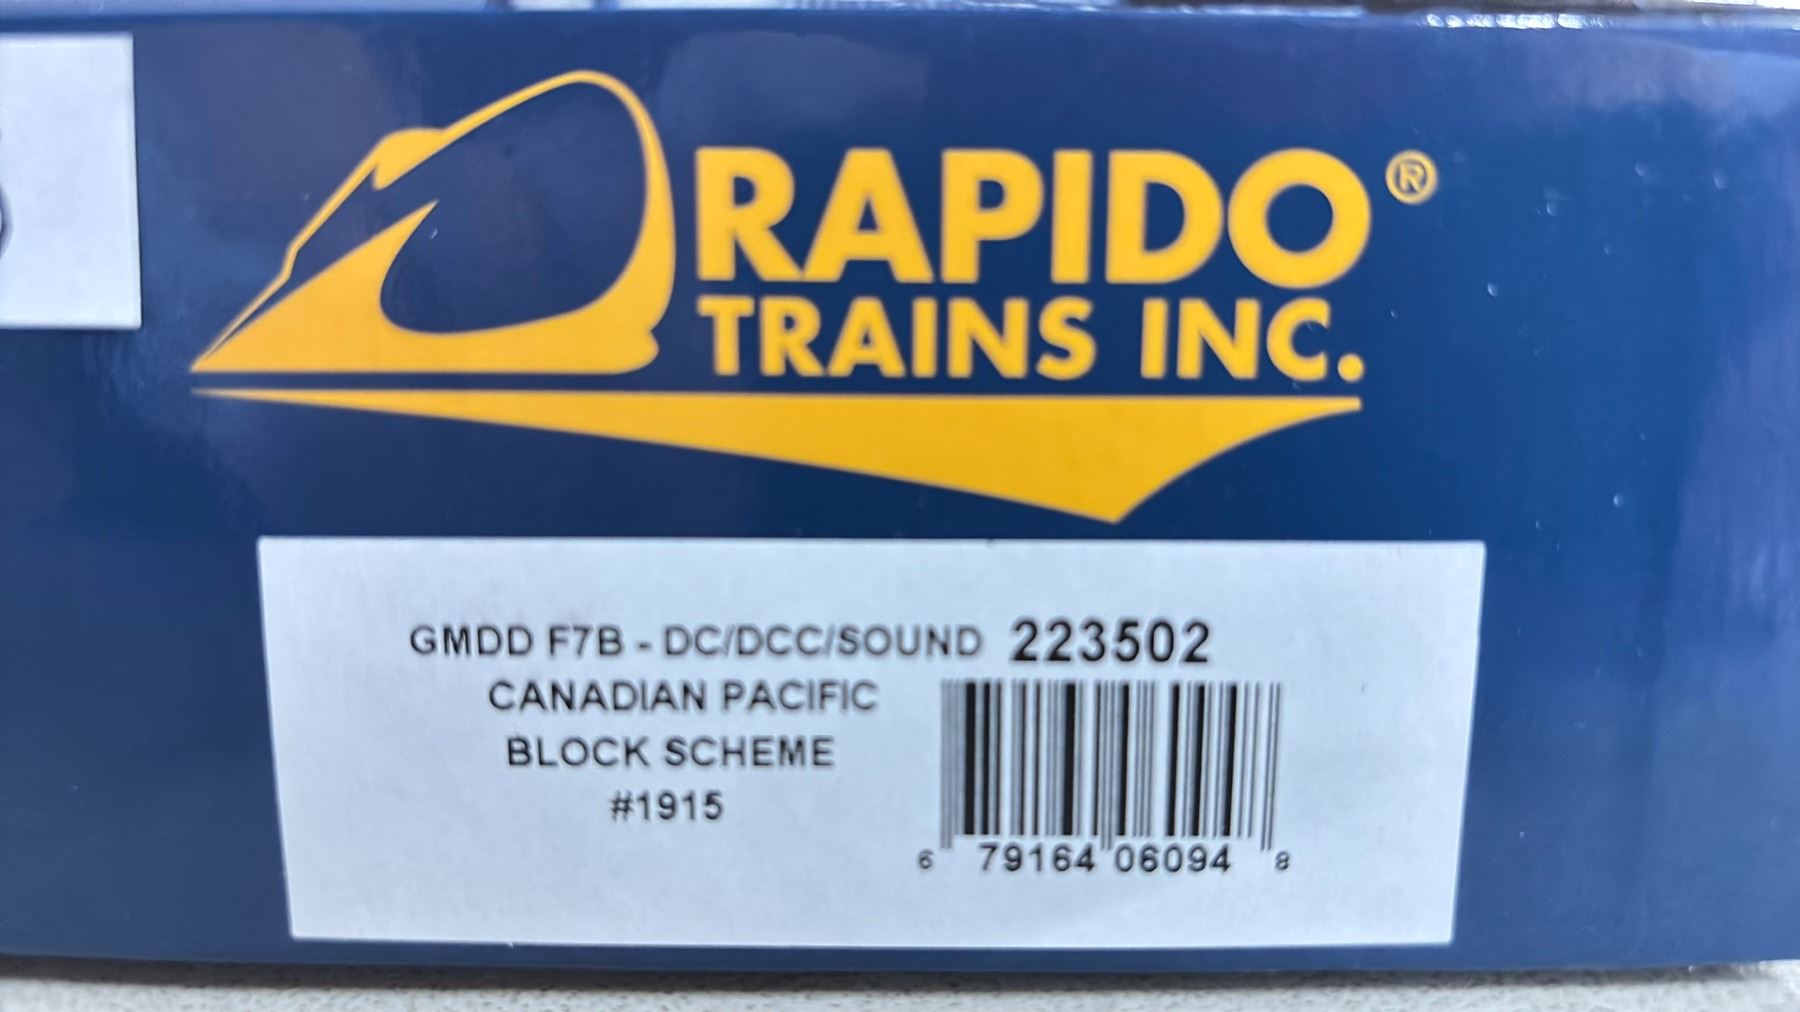 RAPIDO®
TRAINS INC.
GMDD F7B - DC/DCC/SOUND 223502
CANADIAN PACIFIC
BLOCK SCHEME
#1915
6 79164 06094 8